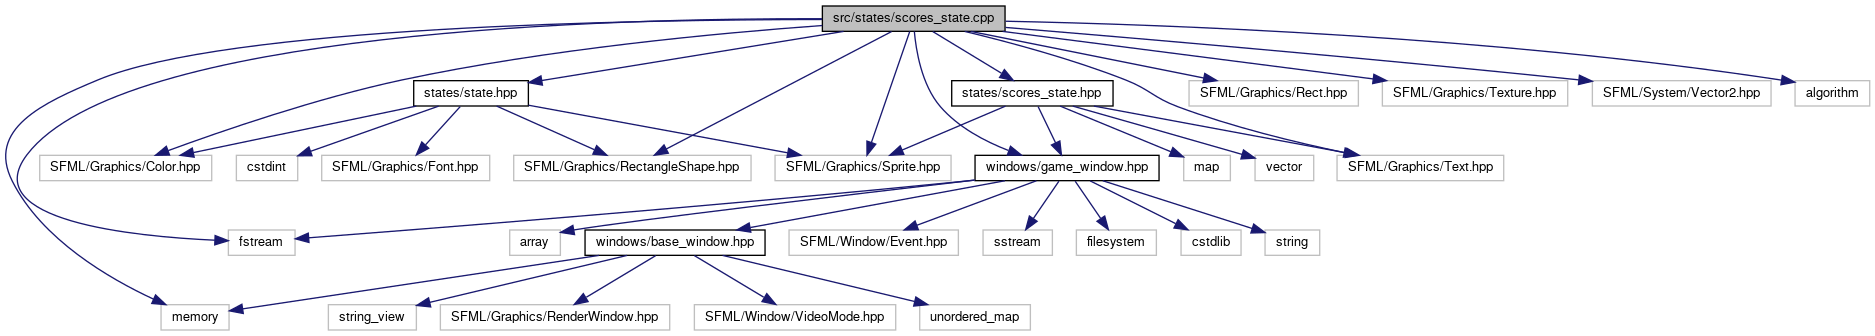 src/states/scores_state.cpp
states/state.hpp
states/scores_state.hpp
SFML/Graphics/Rect.hpp
SFML/Graphics/Texture.hpp
SFML/System/Vector2.hpp
algorithm
SFML/Graphics/Color.hpp
cstdint
SFML/Graphics/Font.hpp
SFML/Graphics/RectangleShape.hpp
SFML/Graphics/Sprite.hpp
windows/game_window.hpp
map
vector
SFML/Graphics/Text.hpp
fstream
array
windows/base_window.hpp
SFML/Window/Event.hpp
sstream
filesystem
cstdlib
string
memory
string_view
SFML/Graphics/RenderWindow.hpp
SFML/Window/VideoMode.hpp
unordered_map